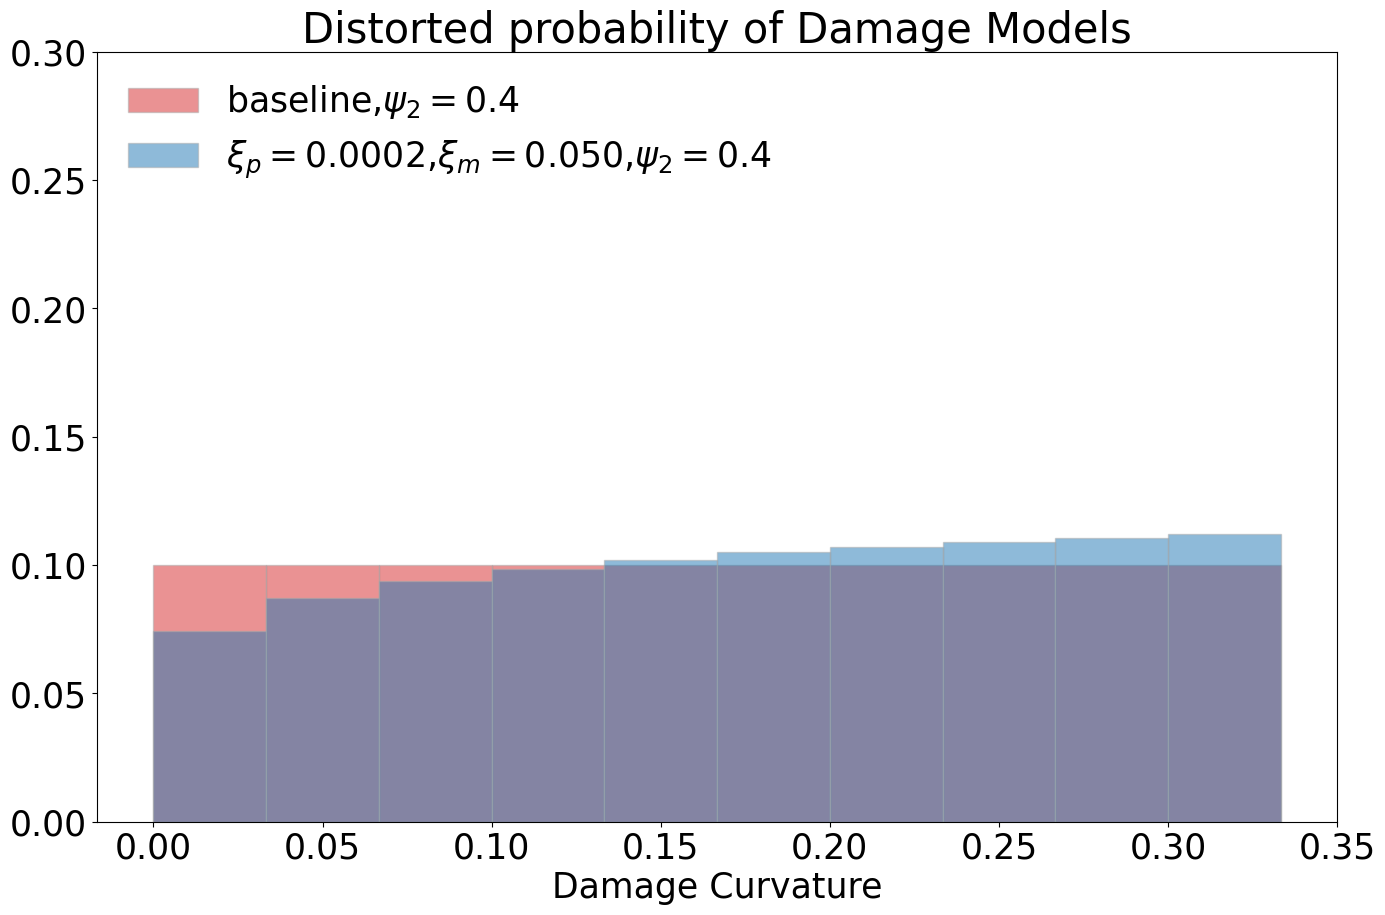 Distorted probability of Damage Models
0.30
0.25
0.20
0.15
0.10
0.05
0.00
baseline,ψ₂ = 0.4
ξₚ = 0.0002,ξₘ = 0.050,ψ₂ = 0.4
0.00 0.05 0.10 0.15 0.20 0.25 0.30 0.35
Damage Curvature